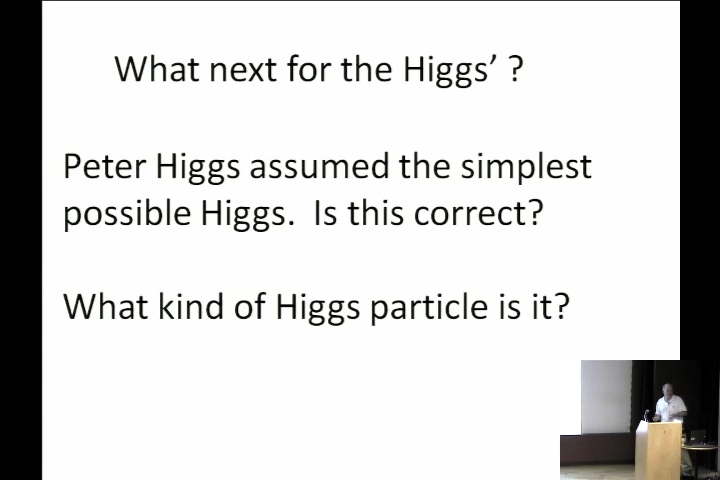 What next for the Higgs’ ?
Peter Higgs assumed the simplest
possible Higgs.  Is this correct?
What kind of Higgs particle is it?